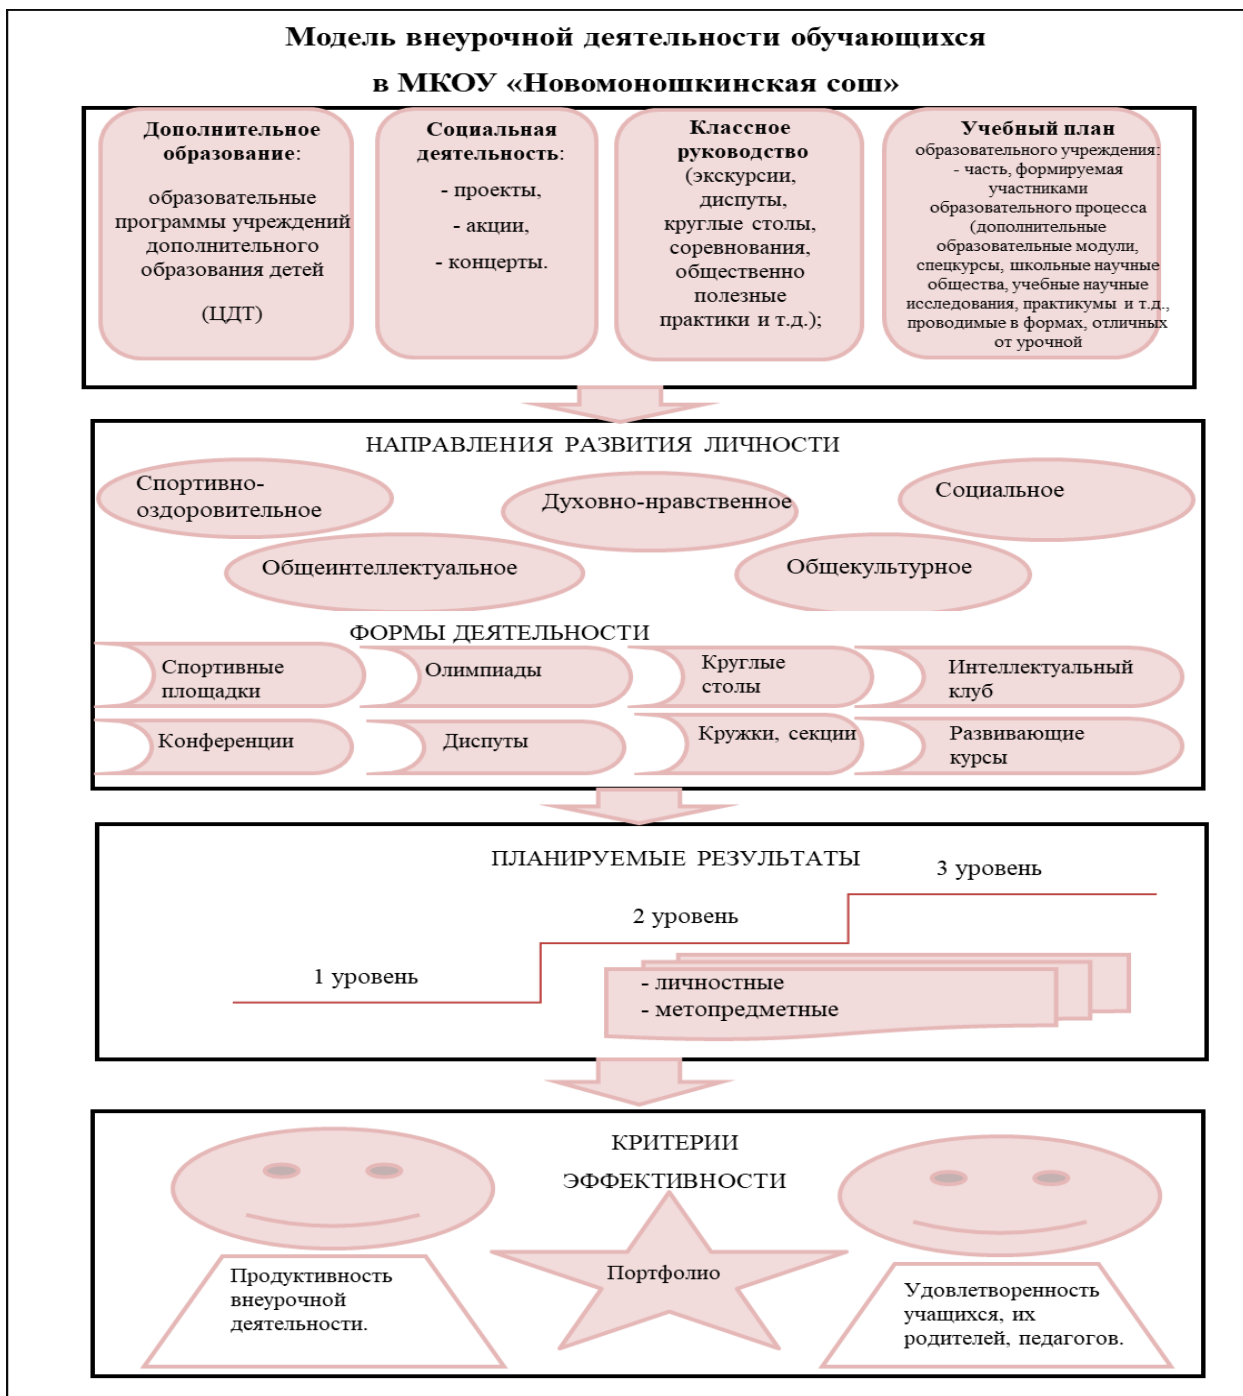 Модель внеурочной деятельности обучающихся
в МКОУ «Новомоношкинская сош»
Дополнительное
образование:
образовательные
программы учреждений
дополнительного
образования детей
(ЦДТ)
Социальная
деятельность:
- проекты,
- акции,
- концерты.
Классное
руководство
(экскурсии,
диспуты,
круглые столы,
соревнования,
общественно
полезные
практики и т.д.);
Учебный план
образовательного учреждения:
- часть, формируемая
участниками
образовательного процесса
(дополнительные
образовательные модули,
спецкурсы, школьные научные
общества, учебные научные
исследования, практикумы и т.д.,
проводимые в формах, отличных
от урочной
НАПРАВЛЕНИЯ РАЗВИТИЯ ЛИЧНОСТИ
Спортивно-
оздоровительное
Духовно-нравственное
Социальное
Общеинтеллектуальное
Общекультурное
ФОРМЫ ДЕЯТЕЛЬНОСТИ
Спортивные
площадки
Олимпиады
Круглые
столы
Интеллектуальный
клуб
Конференции
Диспуты
Кружки, секции
Развивающие
курсы
ПЛАНИРУЕМЫЕ РЕЗУЛЬТАТЫ
3 уровень
2 уровень
1 уровень
- личностные
- метопредметные
КРИТЕРИИ
ЭФФЕКТИВНОСТИ
Продуктивность
внеурочной
деятельности.
Портфолио
Удовлетворенность
учащихся, их
родителей, педагогов.